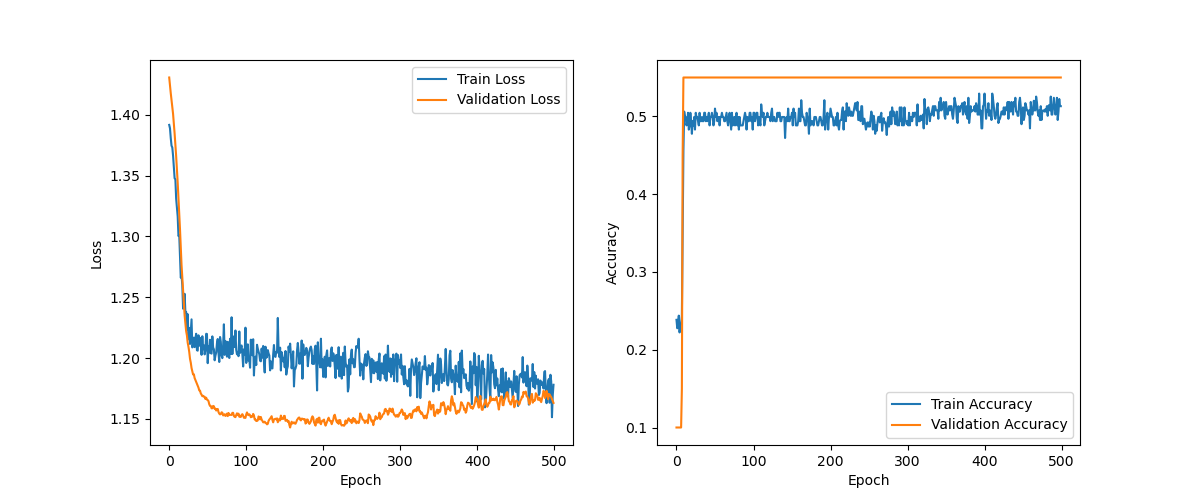 Train Loss
Validation Loss
1.40
1.35
1.30
1.25
1.20
1.15
Loss
0
100
200
300
400
500
Epoch
0.5
0.4
0.3
0.2
0.1
Accuracy
Train Accuracy
Validation Accuracy
0
100
200
300
400
500
Epoch